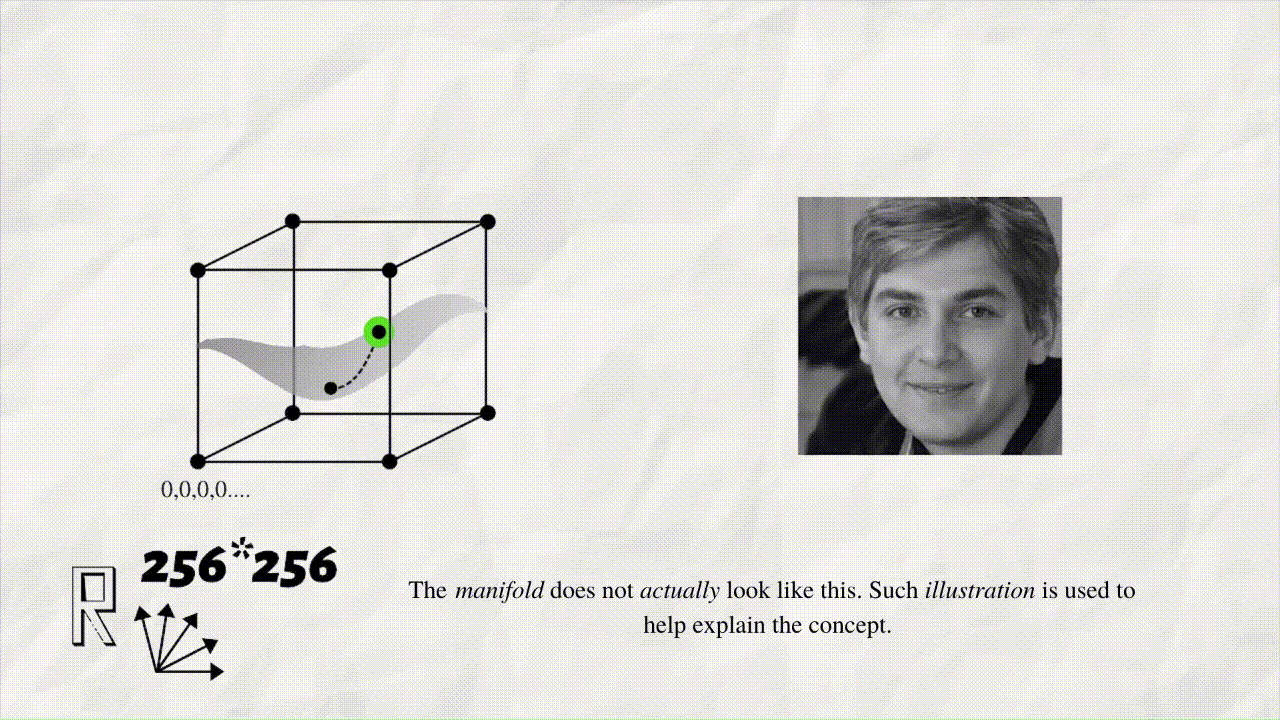 0,0,0,0....
256*256
R
The manifold does not actually look like this. Such illustration is used to
help explain the concept.